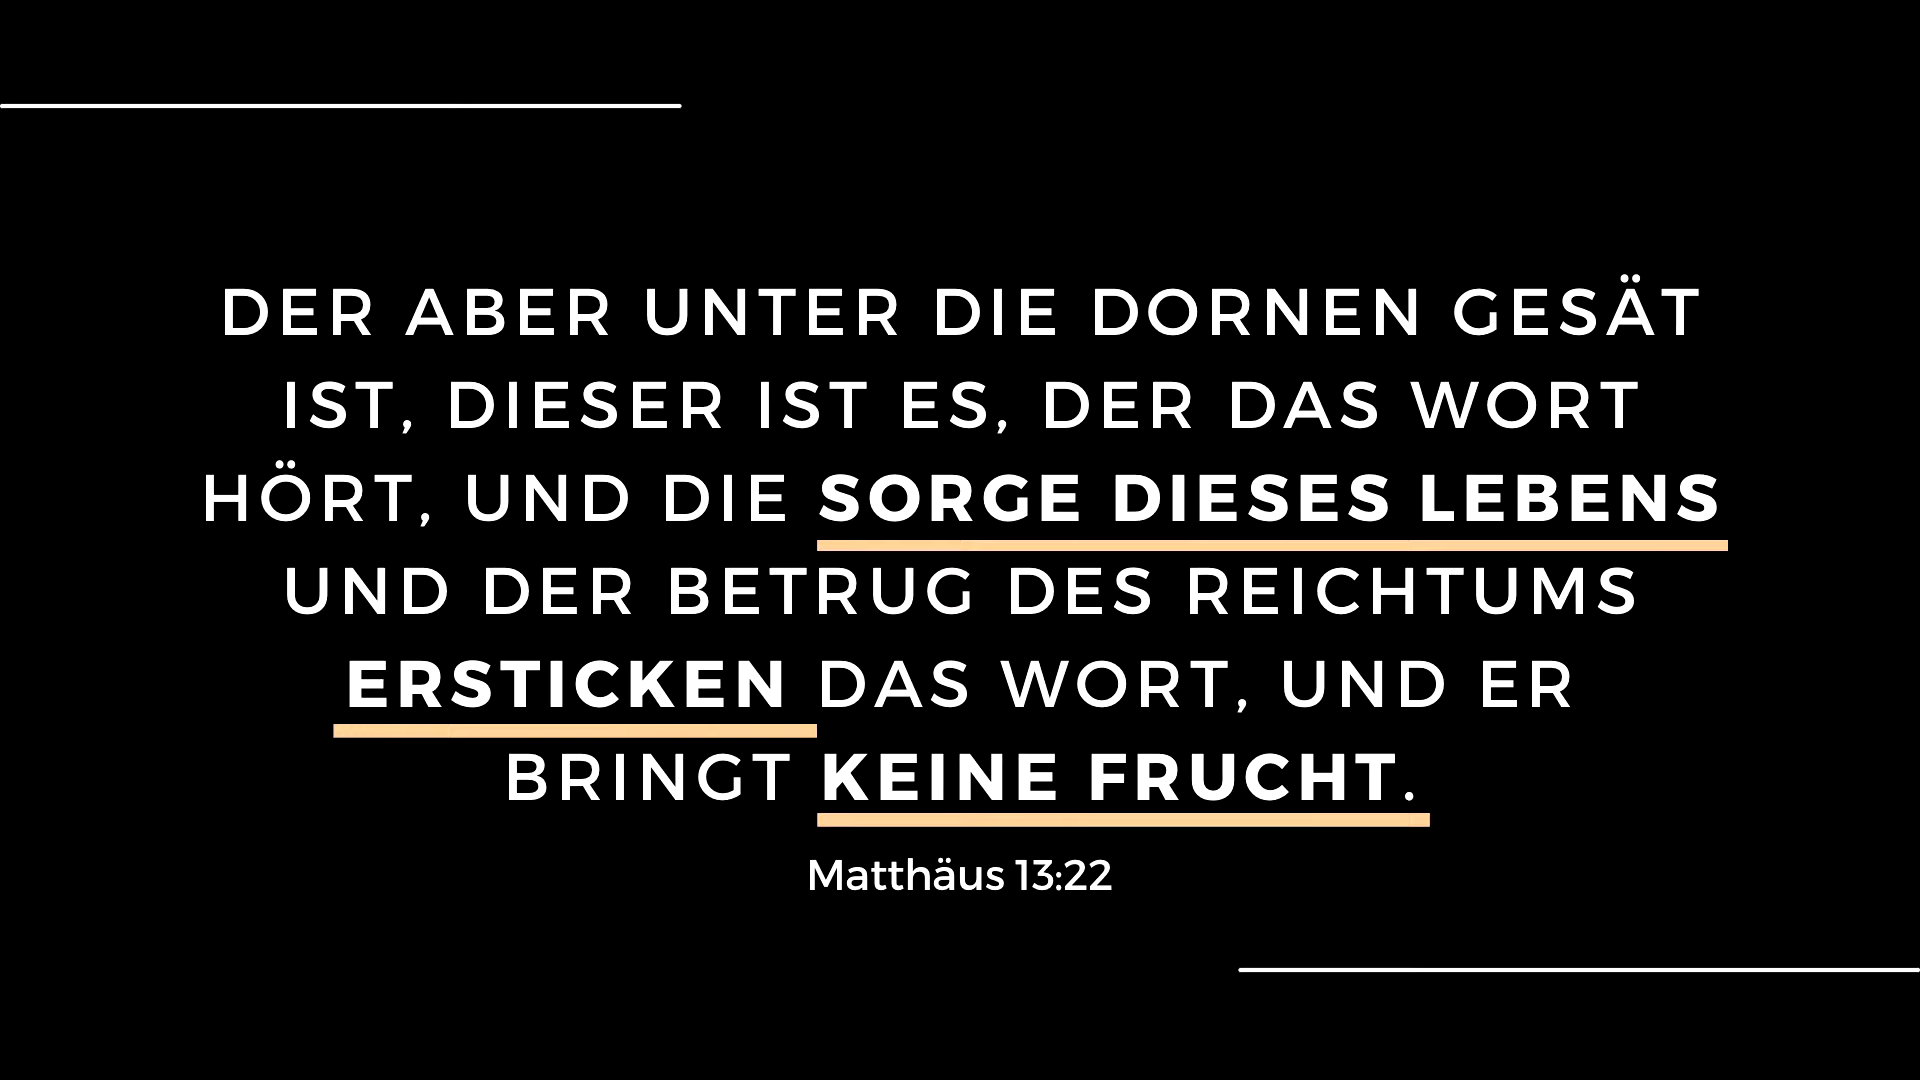 DER ABER UNTER DIE DORNEN GESÄT
IST, DIESER IST ES, DER DAS WORT
HÖRT, UND DIE SORGE DIESES LEBENS
UND DER BETRUG DES REICHTUMS
ERSTICKEN DAS WORT, UND ER
BRINGT KEINE FRUCHT.
Matthäus 13:22